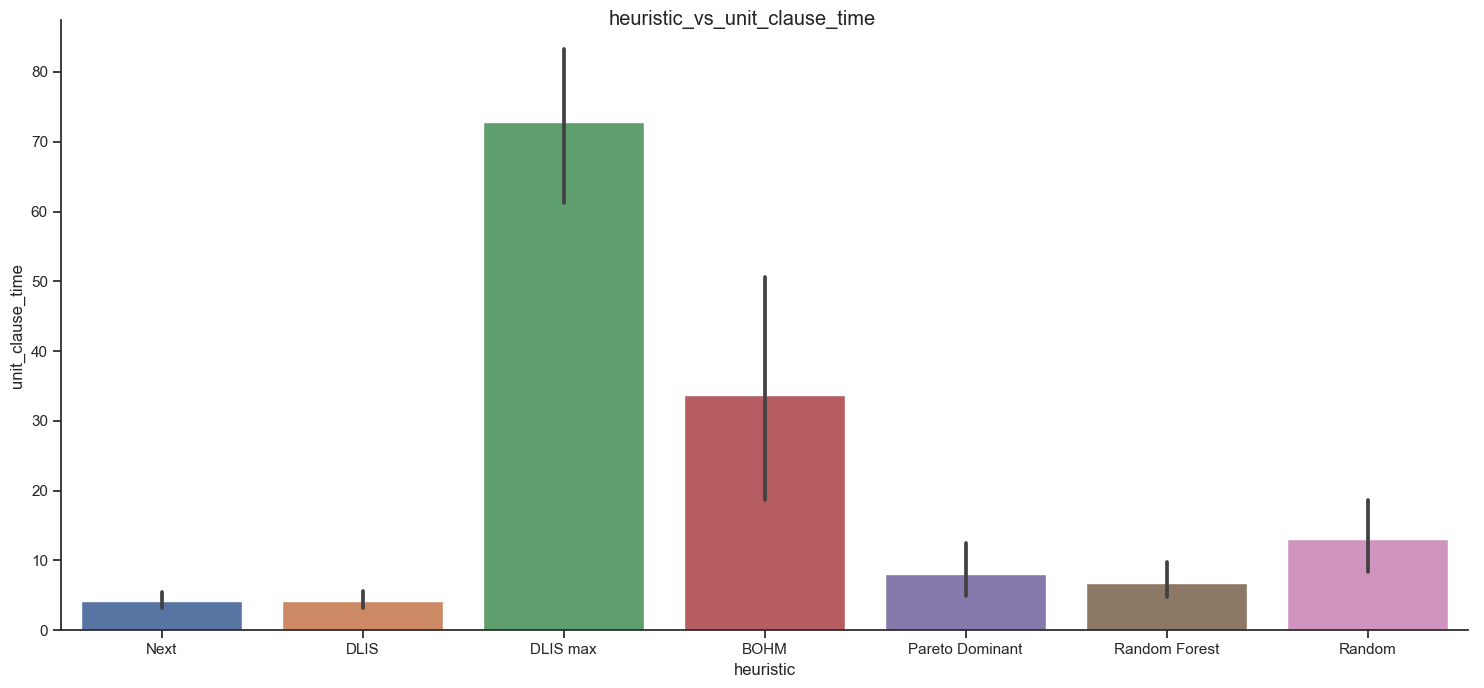 heuristic_vs_unit_clause_time
unit_clause_time
80
70
60
50
40
30
20
10
0
Next DLIS DLIS max BOHM Pareto Dominant Random Forest Random
heuristic